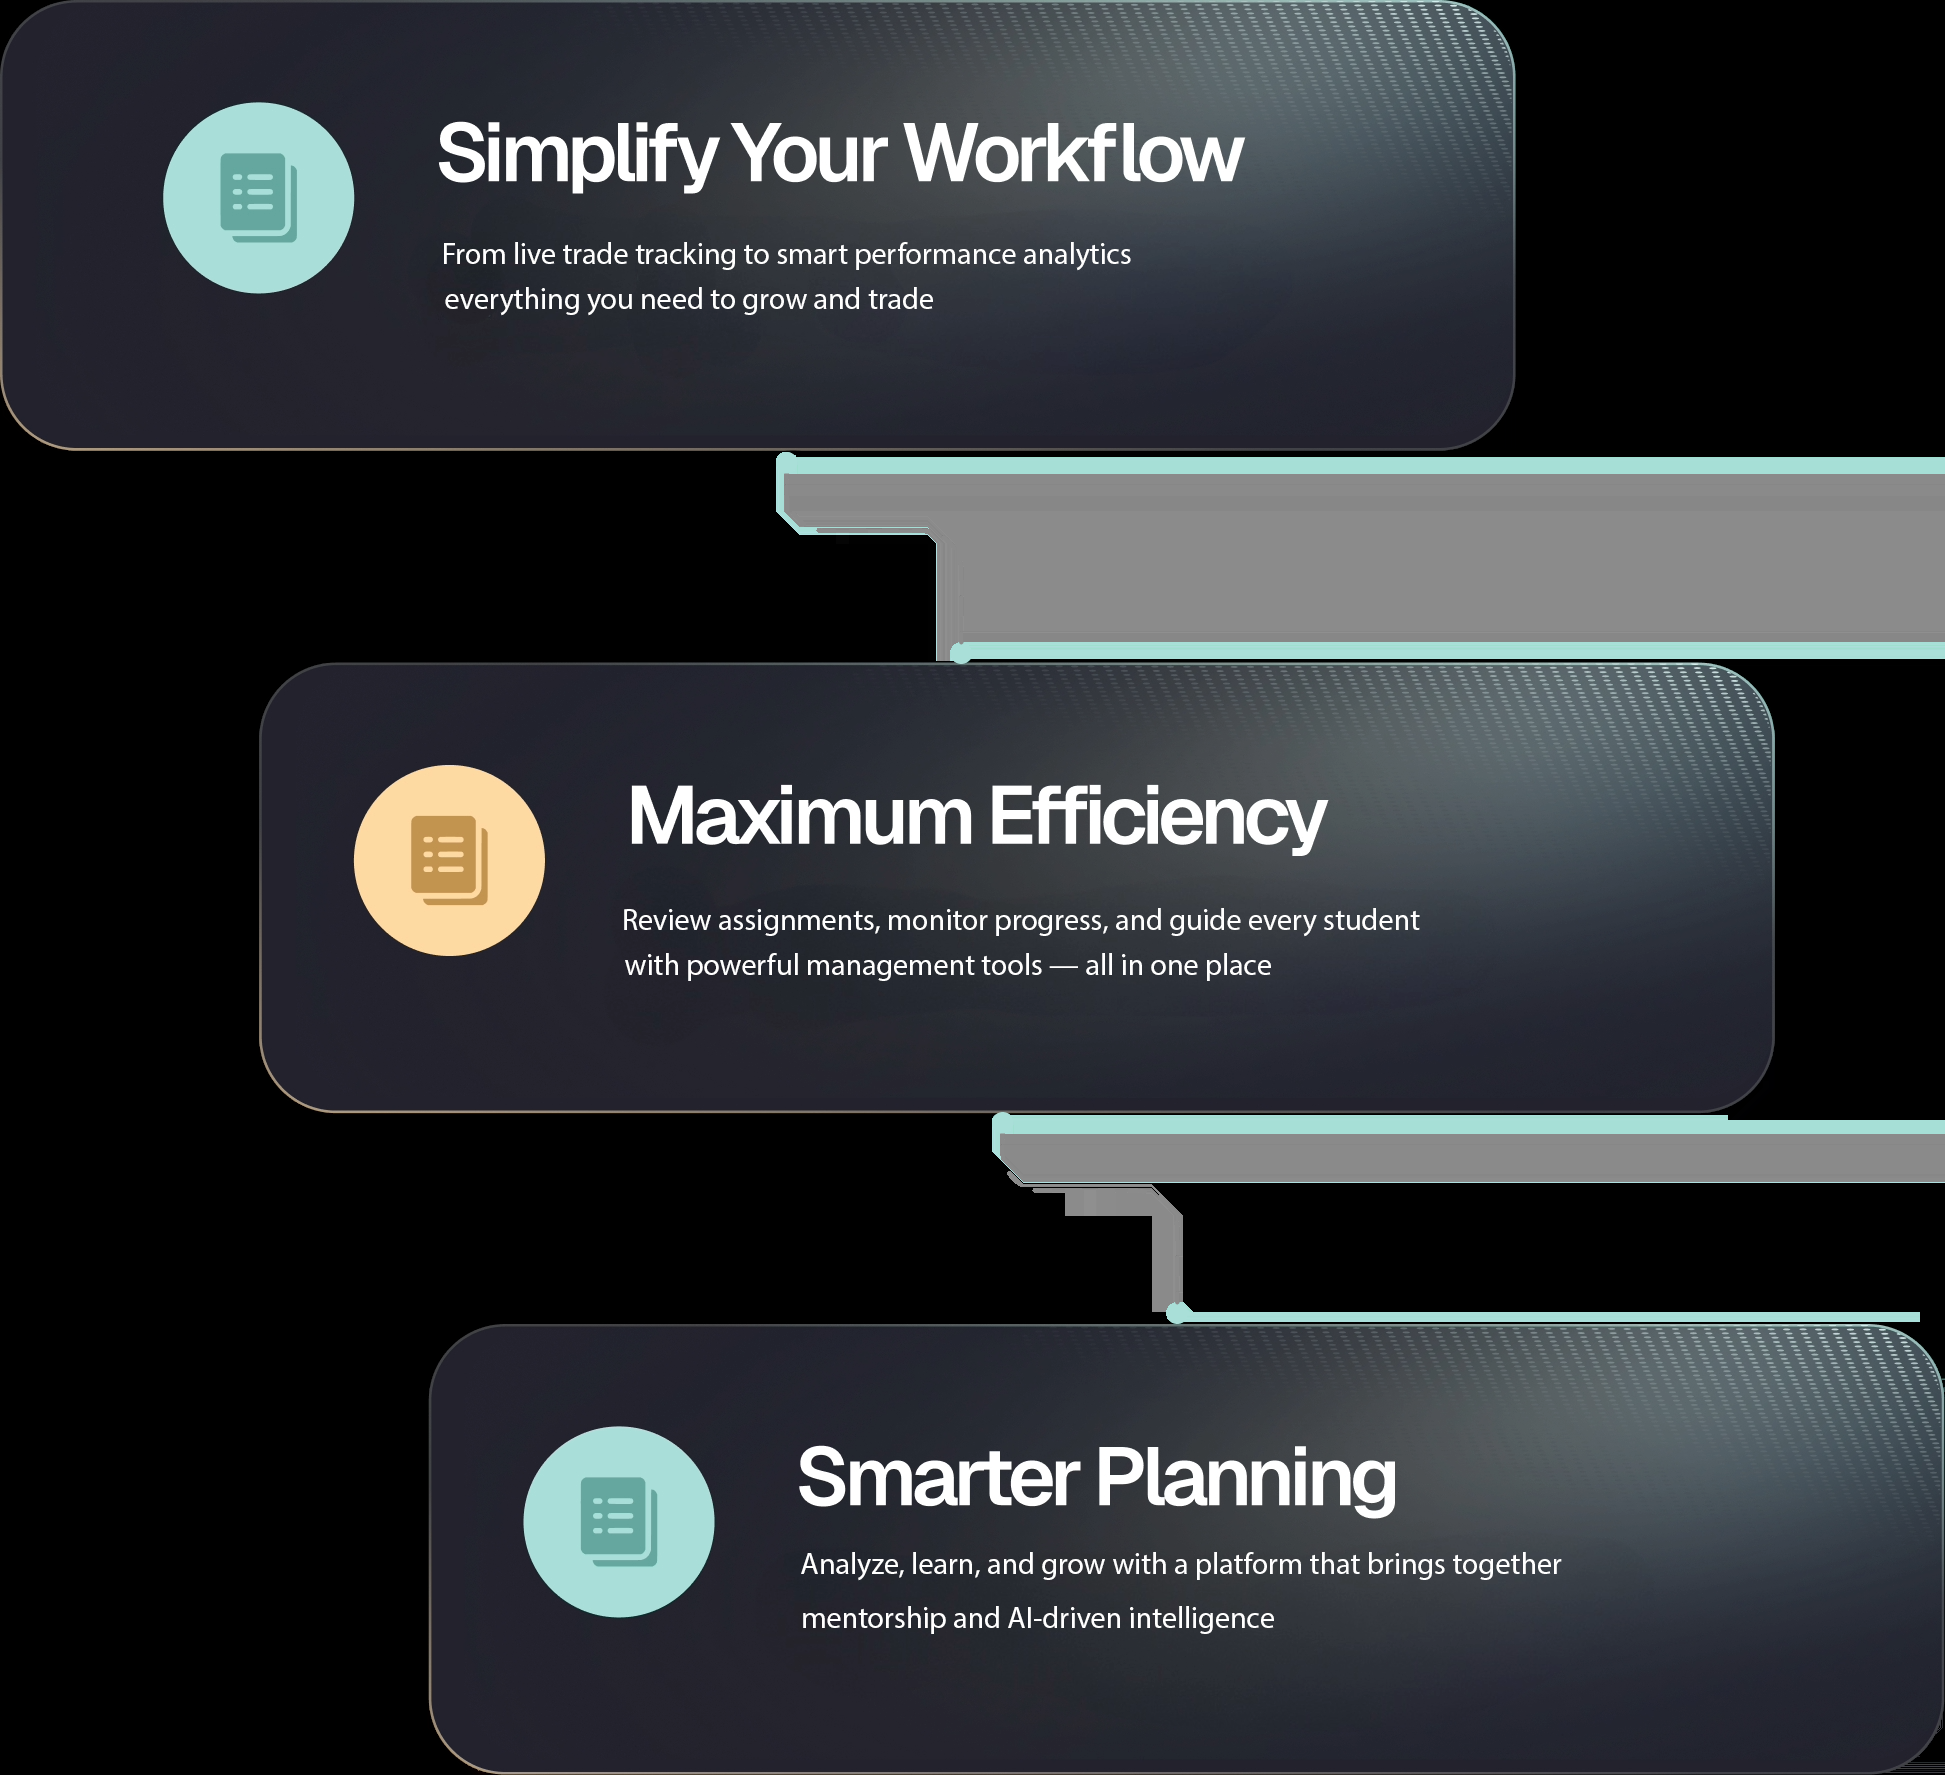 Simplify Your Workflow
From live trade tracking to smart performance analytics
everything you need to grow and trade
Maximum Efficiency
Review assignments, monitor progress, and guide every student
with powerful management tools — all in one place
Smarter Planning
Analyze, learn, and grow with a platform that brings together
mentorship and AI-driven intelligence